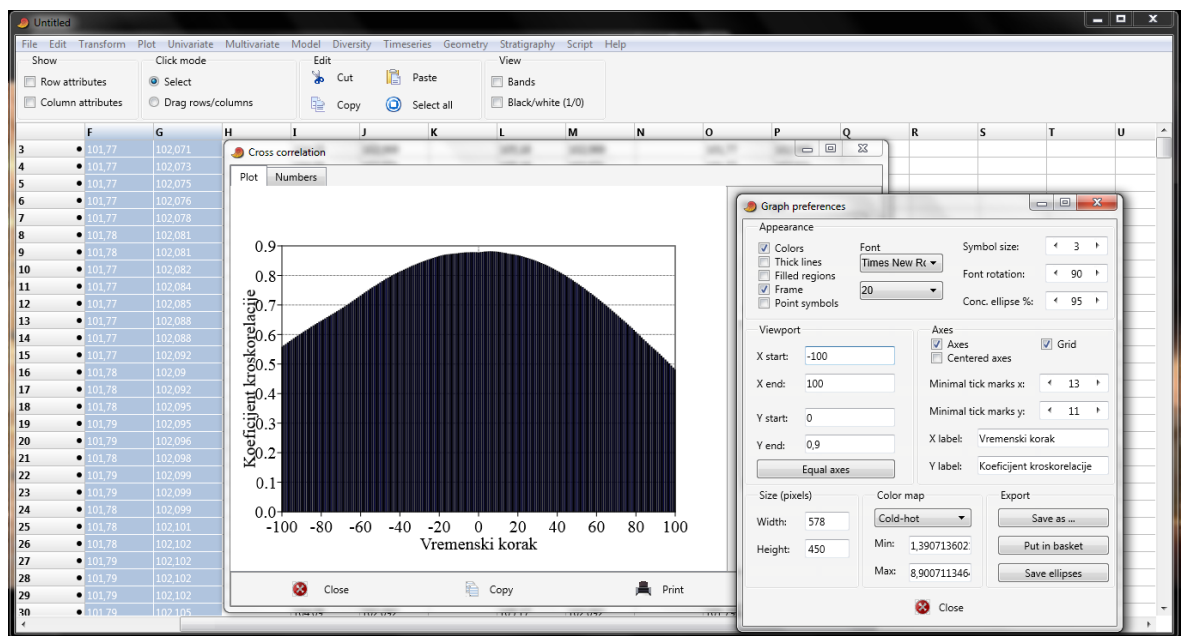 Untitled
File Edit Transform Plot Univariate Multivariate Model Diversity Timeseries Geometry Stratigraphy Script Help
Show Click mode Edit View
Row attributes Select Cut Paste Bands
Column attributes Drag rows/columns Copy Select all Black/white (1/0)
F G H I J K L M N O P Q R S T U
3 • 101,77 102,071
4 • 101,77 102,073
5 • 101,77 102,075
6 • 101,77 102,076
7 • 101,77 102,078
8 • 101,78 102,081
9 • 101,78 102,081
10 • 101,77 102,082
11 • 101,77 102,084
12 • 101,77 102,085
13 • 101,77 102,088
14 • 101,77 102,088
15 • 101,77 102,092
16 • 101,78 102,09
17 • 101,78 102,092
18 • 101,78 102,095
19 • 101,79 102,095
20 • 101,79 102,096
21 • 101,78 102,098
22 • 101,79 102,099
23 • 101,79 102,099
24 • 101,78 102,099
25 • 101,78 102,101
26 • 101,78 102,102
27 • 101,79 102,102
28 • 101,79 102,102
29 • 101,79 102,102
30 • 101,79 102,105
Cross correlation
Plot Numbers
Koeficijent kroskorelacije
0.9
0.8
0.7
0.6
0.5
0.4
0.3
0.2
0.1
0.0
-100 -80 -60 -40 -20 0 20 40 60 80 100
Vremenski korak
Close Copy Print
Graph preferences
Appearance
Colors
Thick lines
Filled regions
Frame
Point symbols
Font
Times New Ro
20
Symbol size: 3
Font rotation: 90
Conc. ellipse %: 95
Viewport
X start: -100
X end: 100
Y start: 0
Y end: 0,9
Equal axes
Axes
Axes Grid
Centered axes
Minimal tick marks x: 13
Minimal tick marks y: 11
X label: Vremenski korak
Y label: Koeficijent kroskorelacije
Size (pixels)
Width: 578
Height: 450
Color map
Cold-hot
Min: 1,390713602
Max: 8,900711346
Export
Save as ...
Put in basket
Save ellipses
Close